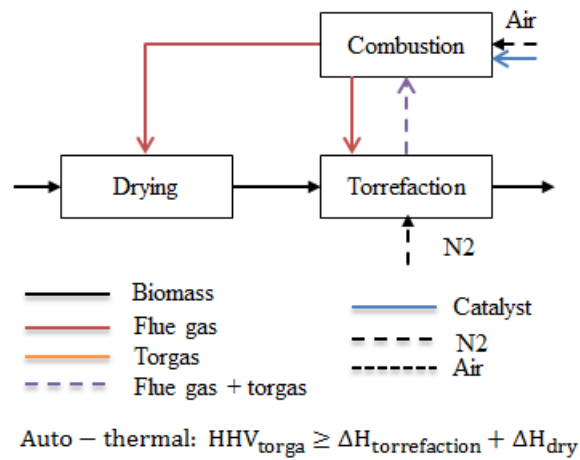 Air
Combustion
Drying
Torrefaction
N2
Biomass
Flue gas
Torgas
Flue gas + torgas
Catalyst
N2
Air
Auto − thermal: HHV_torga ≥ ΔH_torrefaction + ΔH_dry